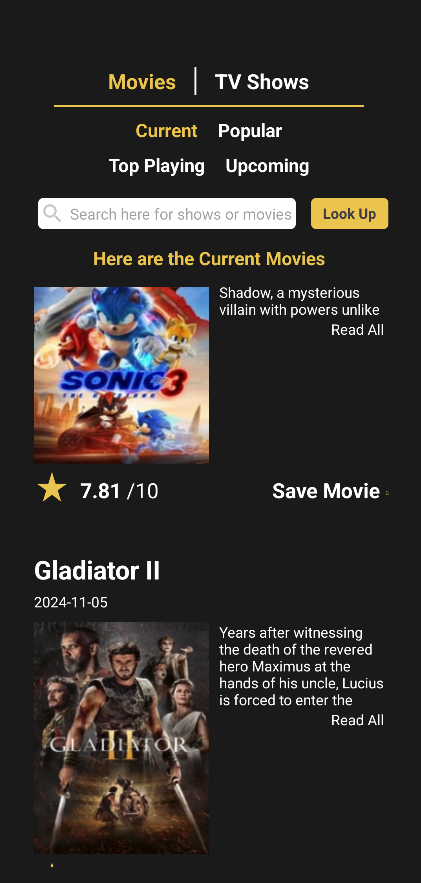 Movies | TV Shows
Current Popular
Top Playing Upcoming
Search here for shows or movies
Look Up
Here are the Current Movies
Shadow, a mysterious
villain with powers unlike
Read All
SONIC 3
THE HEDGEHOG
7.81 /10
Save Movie
Gladiator II
2024-11-05
Years after witnessing
the death of the revered
hero Maximus at the
hands of his uncle, Lucius
is forced to enter the
Read All
GLADIATOR
II